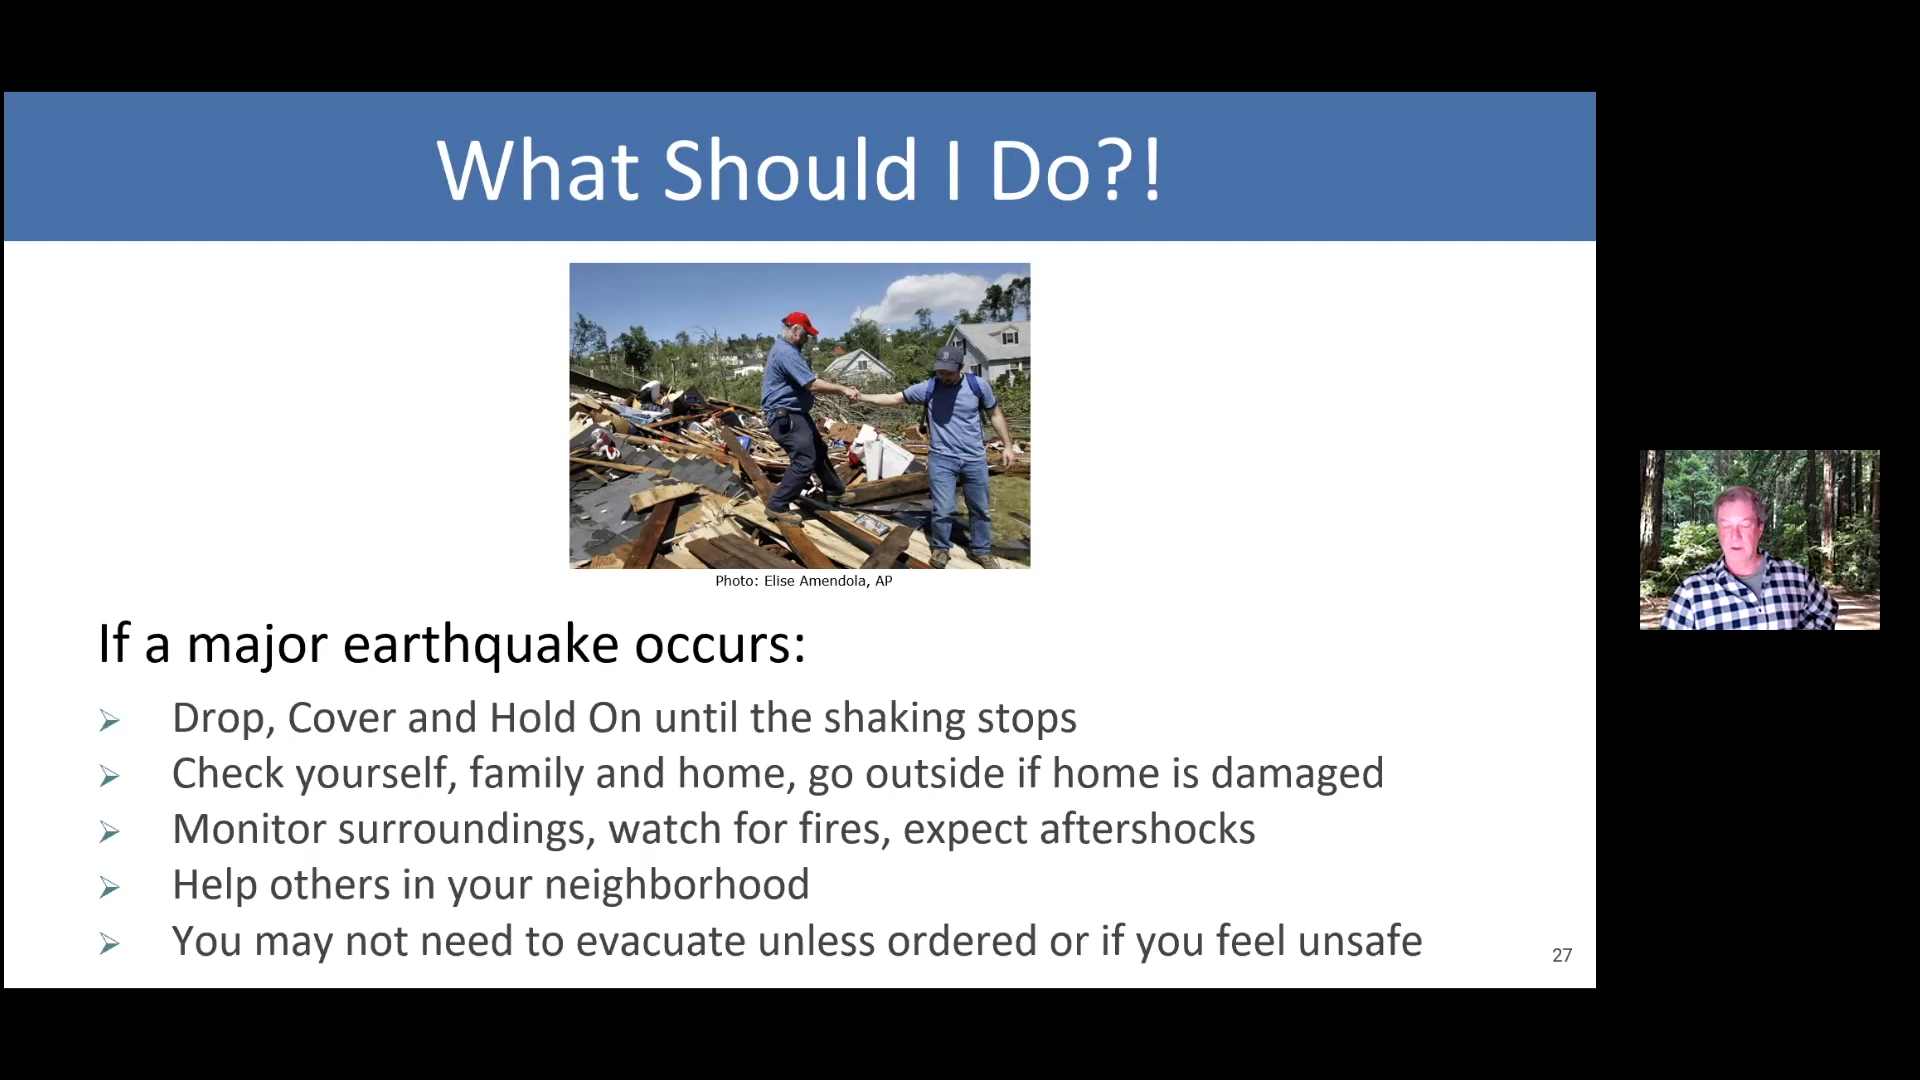 What Should I Do?!
Photo: Elise Amendola, AP
If a major earthquake occurs:
Drop, Cover and Hold On until the shaking stops
Check yourself, family and home, go outside if home is damaged
Monitor surroundings, watch for fires, expect aftershocks
Help others in your neighborhood
You may not need to evacuate unless ordered or if you feel unsafe
27